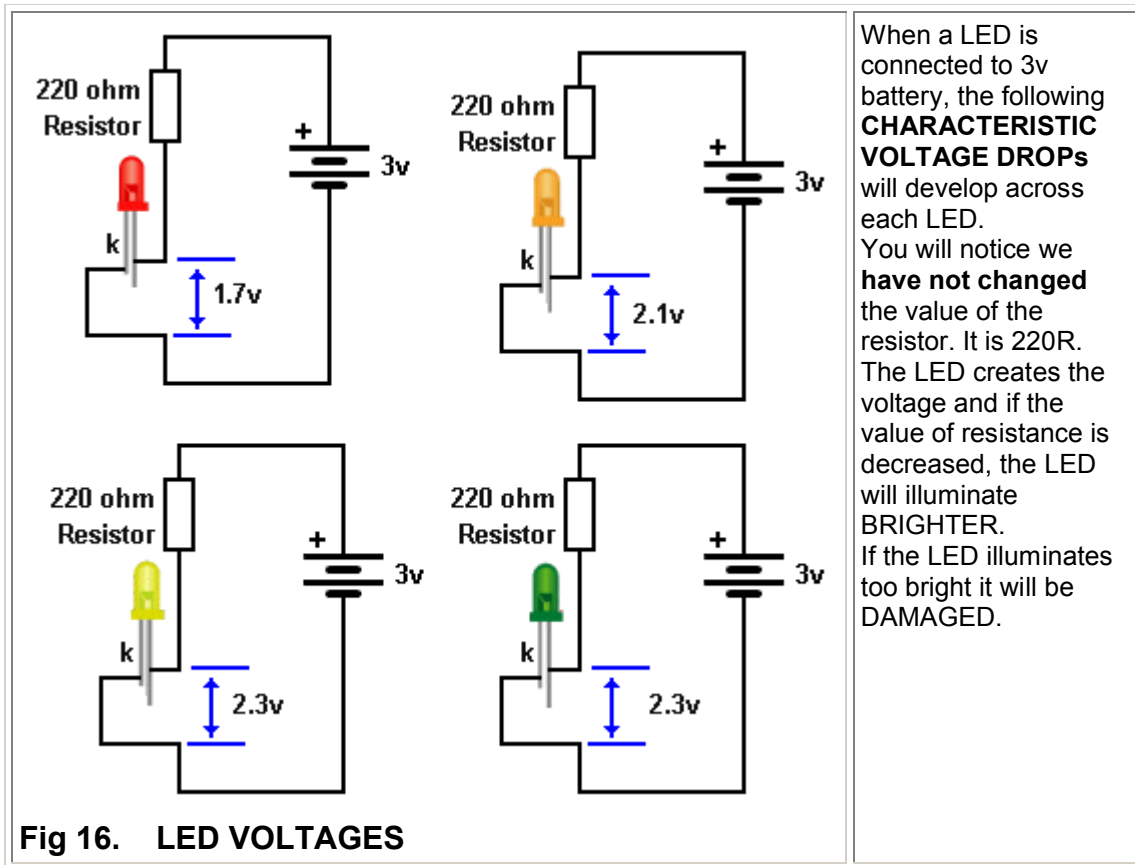 220 ohm
Resistor
+
3v
k
1.7v
220 ohm
Resistor
+
3v
k
2.1v
220 ohm
Resistor
+
3v
k
2.3v
220 ohm
Resistor
+
3v
k
2.3v
Fig 16. LED VOLTAGES
When a LED is
connected to 3v
battery, the following
CHARACTERISTIC
VOLTAGE DROPs
will develop across
each LED.
You will notice we
have not changed
the value of the
resistor. It is 220R.
The LED creates the
voltage and if the
value of resistance is
decreased, the LED
will illuminate
BRIGHTER.
If the LED illuminates
too bright it will be
DAMAGED.